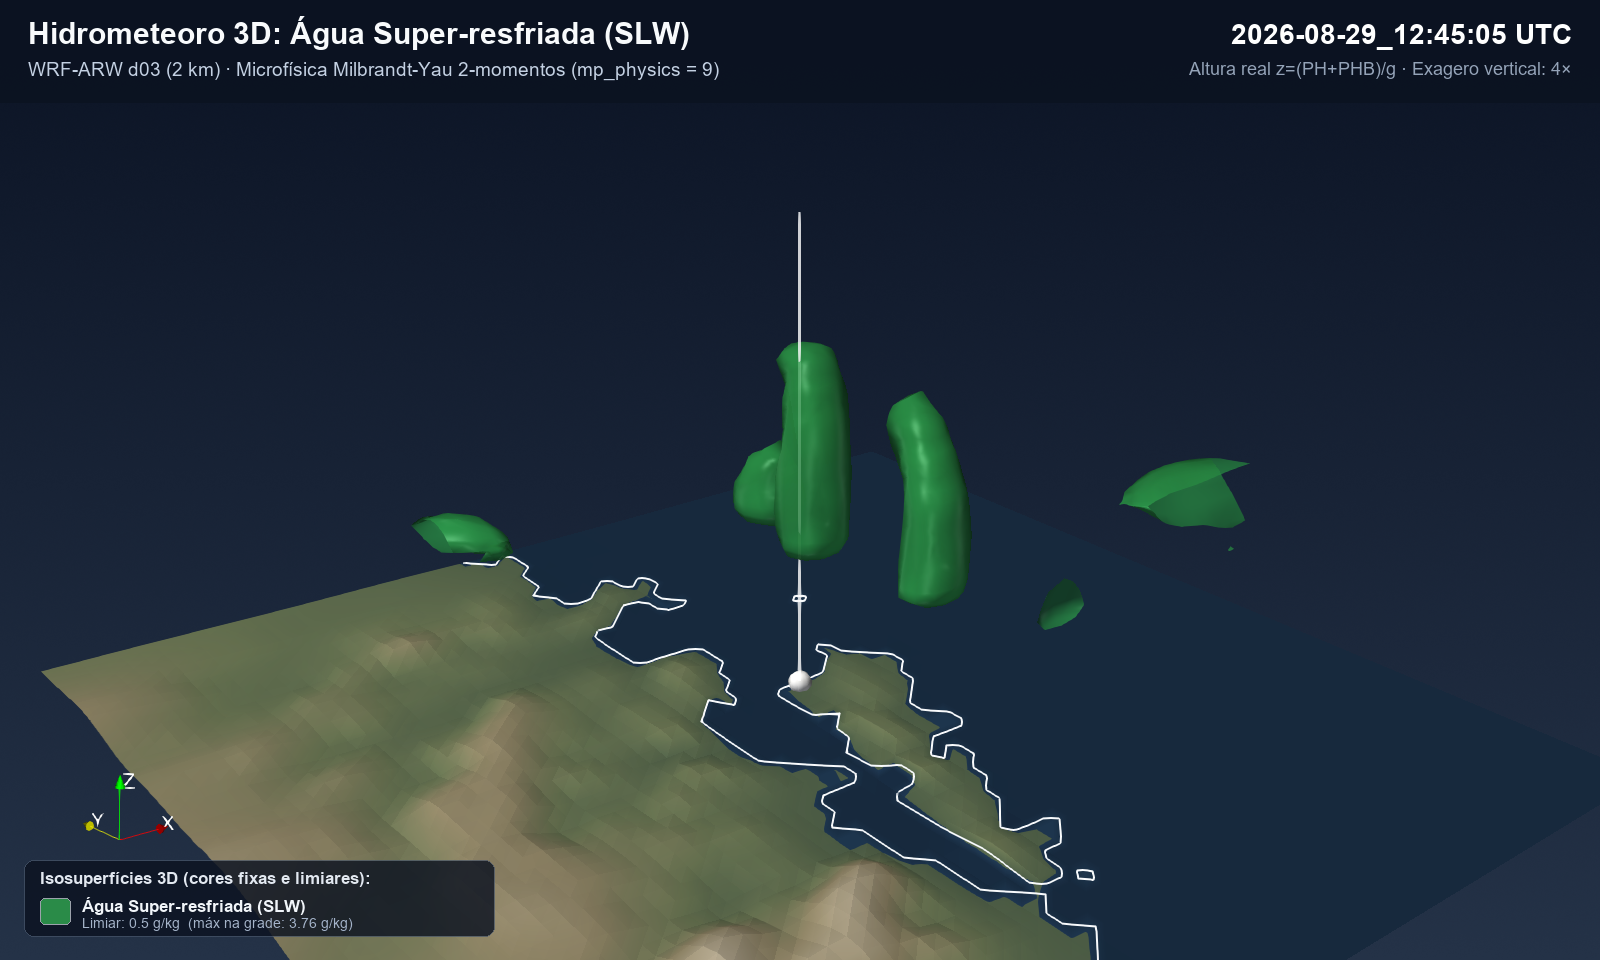 Hidrometeoro 3D: Água Super-resfriada (SLW)
WRF-ARW d03 (2 km) · Microfísica Milbrandt-Yau 2-momentos (mp_physics = 9)
2026-08-29_12:45:05 UTC
Altura real z=(PH+PHB)/g · Exagero vertical: 4×
Z
Y
X
Isosuperfícies 3D (cores fixas e limiares):
Água Super-resfriada (SLW)
Limiar: 0.5 g/kg (máx na grade: 3.76 g/kg)